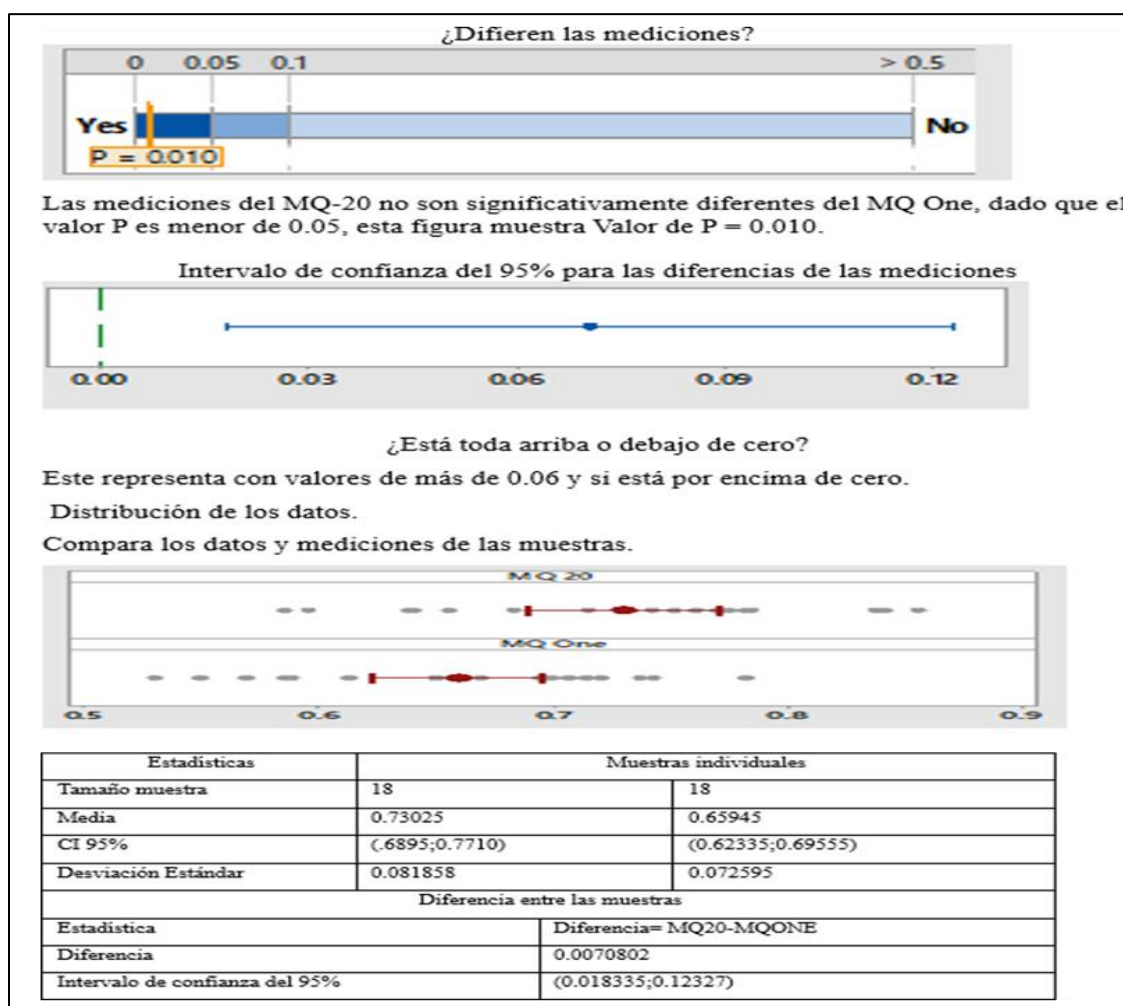 ¿Difieren las mediciones?
0 0.05 0.1 > 0.5
Yes No
P = 0.010
Las mediciones del MQ-20 no son significativamente diferentes del MQ One, dado que el
valor P es menor de 0.05, esta figura muestra Valor de P = 0.010.
Intervalo de confianza del 95% para las diferencias de las mediciones
0.00 0.03 0.06 0.09 0.12
¿Está toda arriba o debajo de cero?
Este representa con valores de más de 0.06 y si está por encima de cero.
Distribución de los datos.
Compara los datos y mediciones de las muestras.
MQ 20
MQ One
0.5 0.6 0.7 0.8 0.9
Estadísticas Muestras individuales
Tamaño muestra 18 18
Media 0.73025 0.65945
CI 95% (.6895;0.7710) (0.62335;0.69555)
Desviación Estándar 0.081858 0.072595
Diferencia entre las muestras
Estadística Diferencia= MQ20-MQONE
Diferencia 0.0070802
Intervalo de confianza del 95% (0.018335;0.12327)